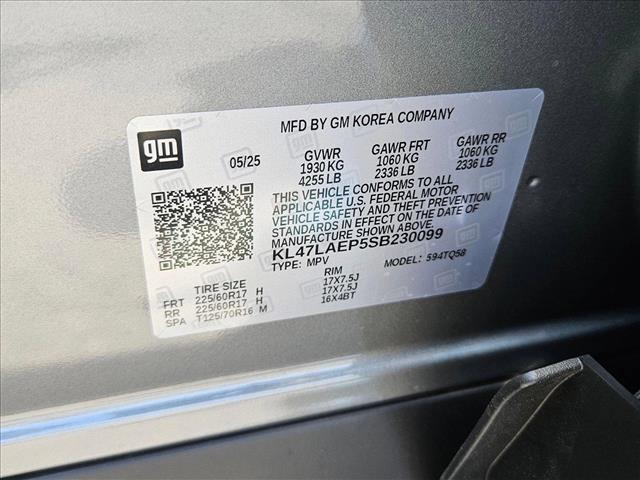 MFD BY GM KOREA COMPANY
gm
05/25 GVWR GAWR FRT GAWR RR
1930 KG 1060 KG 1060 KG
4255 LB 2336 LB 2336 LB
THIS VEHICLE CONFORMS TO ALL
APPLICABLE U.S. FEDERAL MOTOR
VEHICLE SAFETY AND THEFT PREVENTION
STANDARDS IN EFFECT ON THE DATE OF
MANUFACTURE SHOWN ABOVE.
KL47LAEP5SB230099
TYPE: MPV MODEL: 594TQ58
TIRE SIZE RIM
FRT 225/60R17 H 17X7.5J
RR 225/60R17 H 17X7.5J
SPA T125/70R16 M 16X4BT